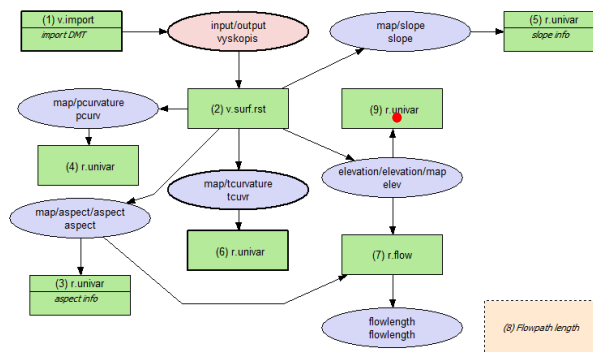 (1) v.import
import DMT
input/output
vyskopis
map/slope
slope
(5) r.univar
slope info
map/pcurvature
pcurv
(2) v.surf.rst
(9) r.univar
(4) r.univar
map/tcurvature
tcuvr
elevation/elevation/map
elev
map/aspect/aspect
aspect
(6) r.univar
(7) r.flow
(3) r.univar
aspect info
flowlength
flowlength
(8) Flowpath length